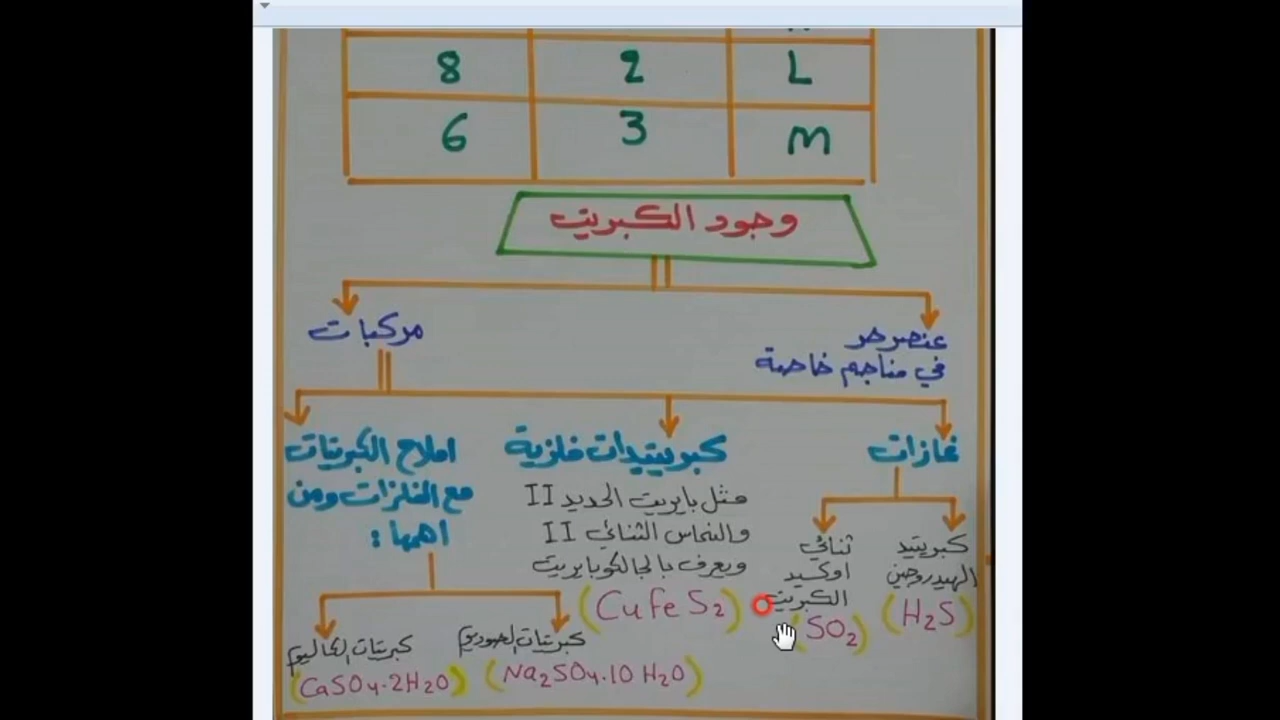 L 2 8
M 3 6
وجود الكبريت
عنصر حر
في مناجم خاصة
مركبات
غازات
كبريتيد
الهيدروجين
(H₂S)
ثنائي
اوكسيد
الكبريت
(SO₂)
كبريتيدات فلزية
مثل بايريت الحديد II
والنحاس الثنائي II
ويعرف بالجالكوبايريت
(CuFeS₂)
املاح الكبريتات
مع الفلزات ومن
اهمها :
كبريتات الصوديوم
(Na₂SO₄.10H₂O)
كبريتات الكالسيوم
(CaSO₄.2H₂O)